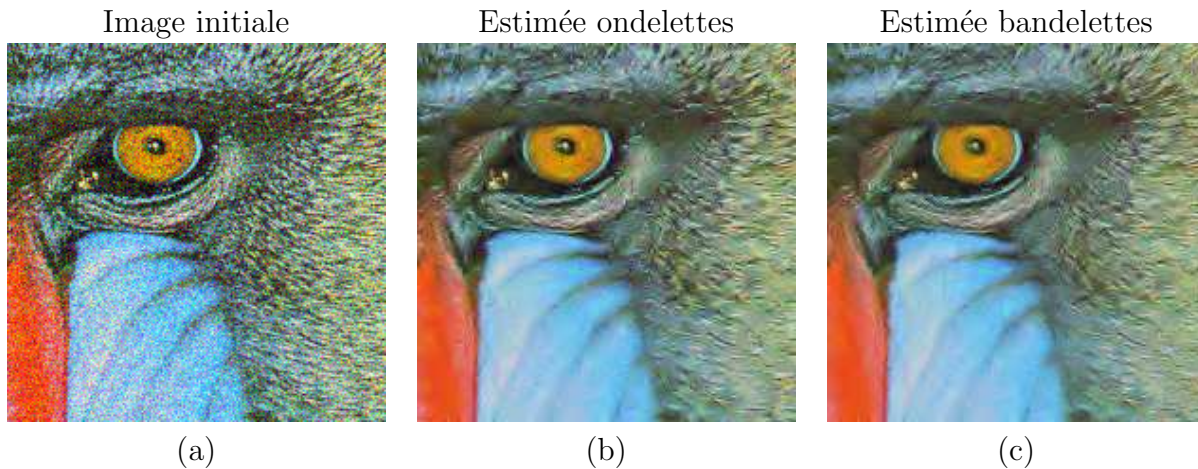 Image initiale
Estimée ondelettes
Estimée bandelettes
(a)
(b)
(c)